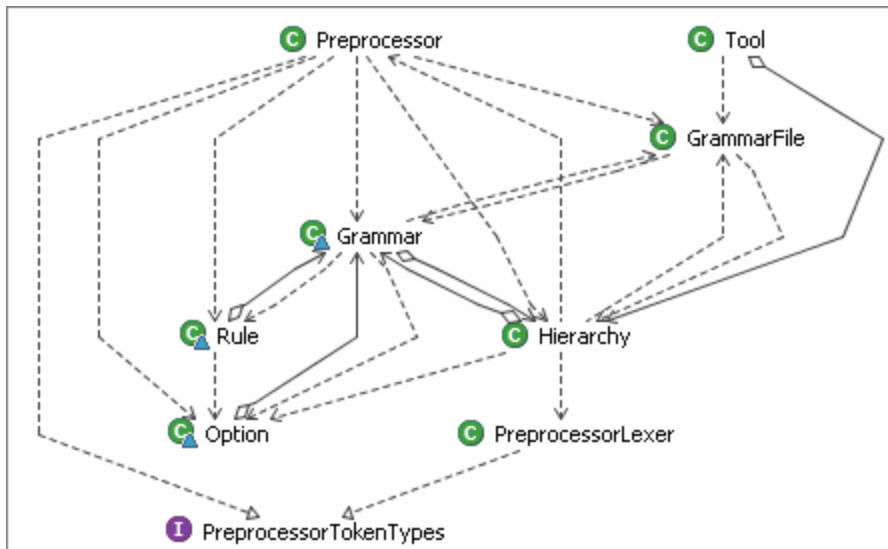 C Preprocessor
C Tool
C GrammarFile
C Grammar
C Rule
C Hierarchy
C Option
C PreprocessorLexer
I PreprocessorTokenTypes